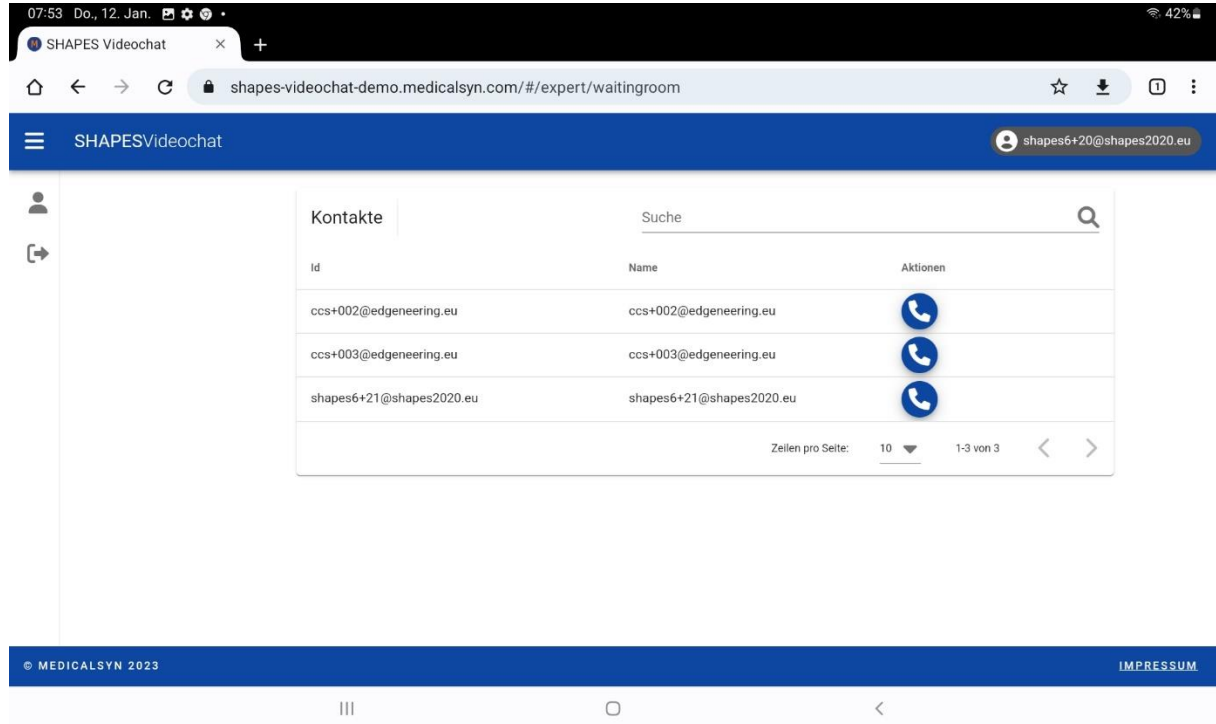 07:53 Do., 12. Jan. 42%
SHAPES Videochat
shapes-videochat-demo.medicalsyn.com/#/expert/waitingroom 1
SHAPESVideochat shapes6+20@shapes2020.eu
Kontakte Suche
Id Name Aktionen
ccs+002@edgeneering.eu ccs+002@edgeneering.eu
ccs+003@edgeneering.eu ccs+003@edgeneering.eu
shapes6+21@shapes2020.eu shapes6+21@shapes2020.eu
Zeilen pro Seite: 10 1-3 von 3
© MEDICALSYN 2023 IMPRESSUM